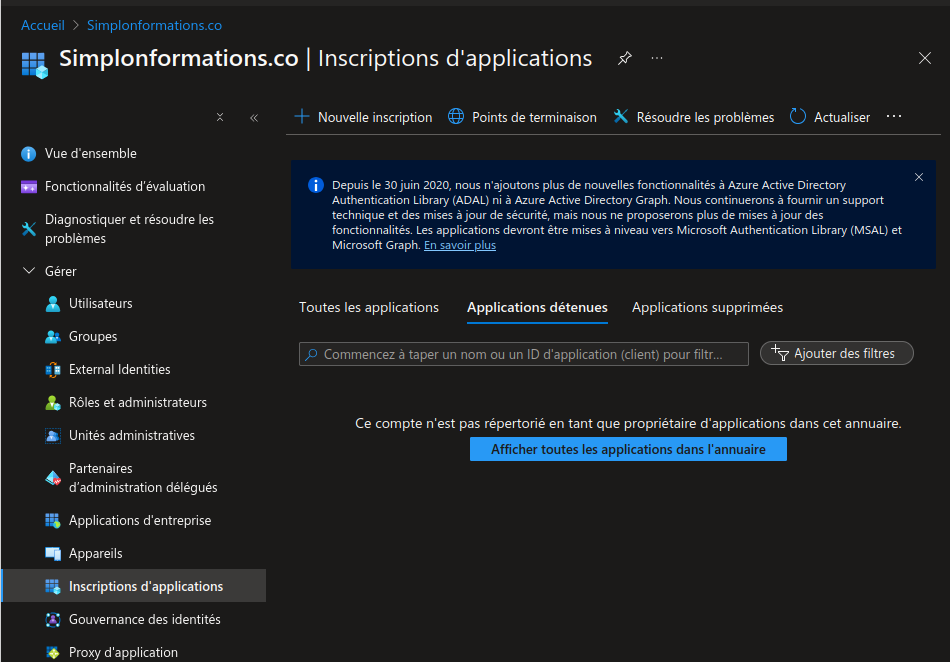 Accueil > Simplonformations.co
Simplonformations.co | Inscriptions d'applications
Nouvelle inscription
Points de terminaison
Résoudre les problèmes
Actualiser
Vue d'ensemble
Fonctionnalités d'évaluation
Diagnostiquer et résoudre les
problèmes
Gérer
Utilisateurs
Groupes
External Identities
Rôles et administrateurs
Unités administratives
Partenaires
d'administration délégués
Applications d'entreprise
Appareils
Inscriptions d'applications
Gouvernance des identités
Proxy d'application
Depuis le 30 juin 2020, nous n'ajoutons plus de nouvelles fonctionnalités à Azure Active Directory
Authentication Library (ADAL) ni à Azure Active Directory Graph. Nous continuerons à fournir un support
technique et des mises à jour de sécurité, mais nous ne proposerons plus de mises à jour des
fonctionnalités. Les applications devront être mises à niveau vers Microsoft Authentication Library (MSAL) et
Microsoft Graph. En savoir plus
Toutes les applications
Applications détenues
Applications supprimées
Commencez à taper un nom ou un ID d'application (client) pour filtr...
Ajouter des filtres
Ce compte n'est pas répertorié en tant que propriétaire d'applications dans cet annuaire.
Afficher toutes les applications dans l'annuaire